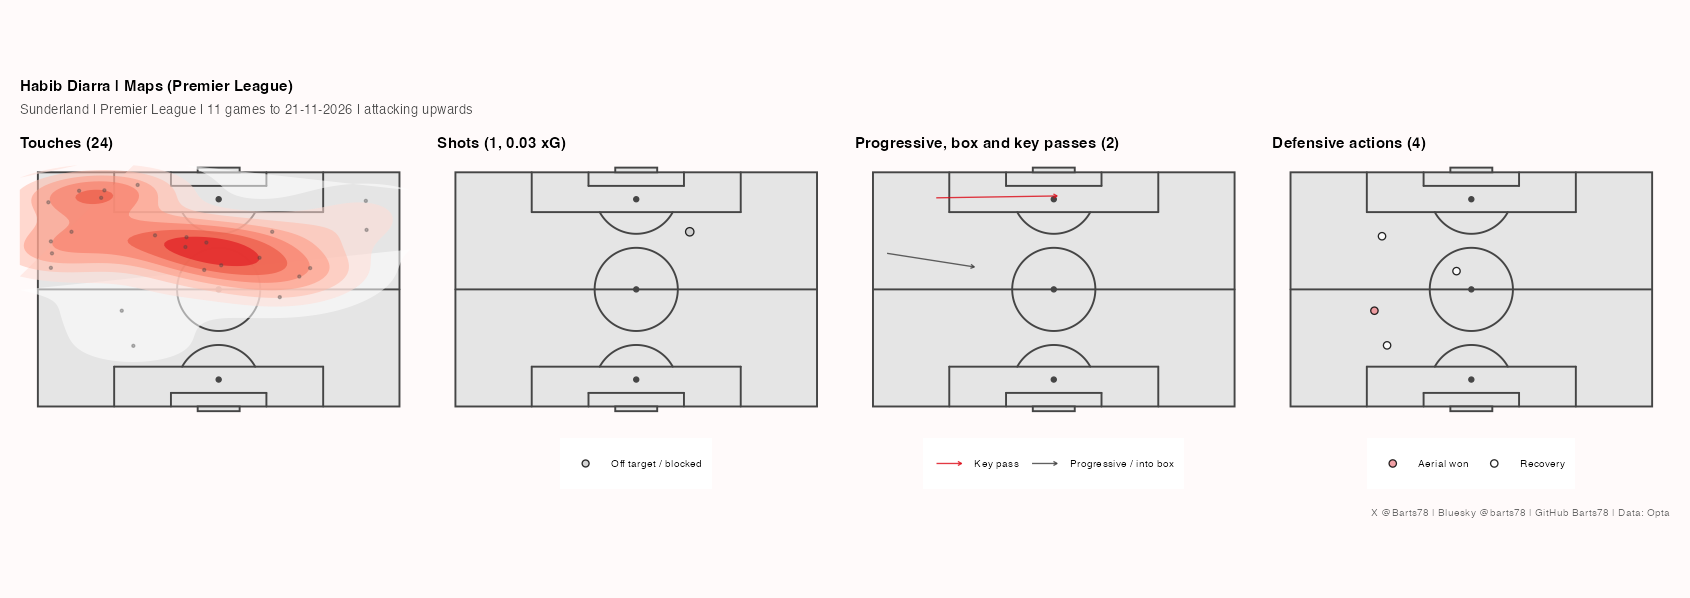 Habib Diarra | Maps (Premier League)
Sunderland | Premier League | 11 games to 21-11-2026 | attacking upwards
Touches (24)
Shots (1, 0.03 xG)
Progressive, box and key passes (2)
Defensive actions (4)
Off target / blocked
Key pass
Progressive / into box
Aerial won
Recovery
X @Barts78 | Bluesky @barts78 | GitHub Barts78 | Data: Opta